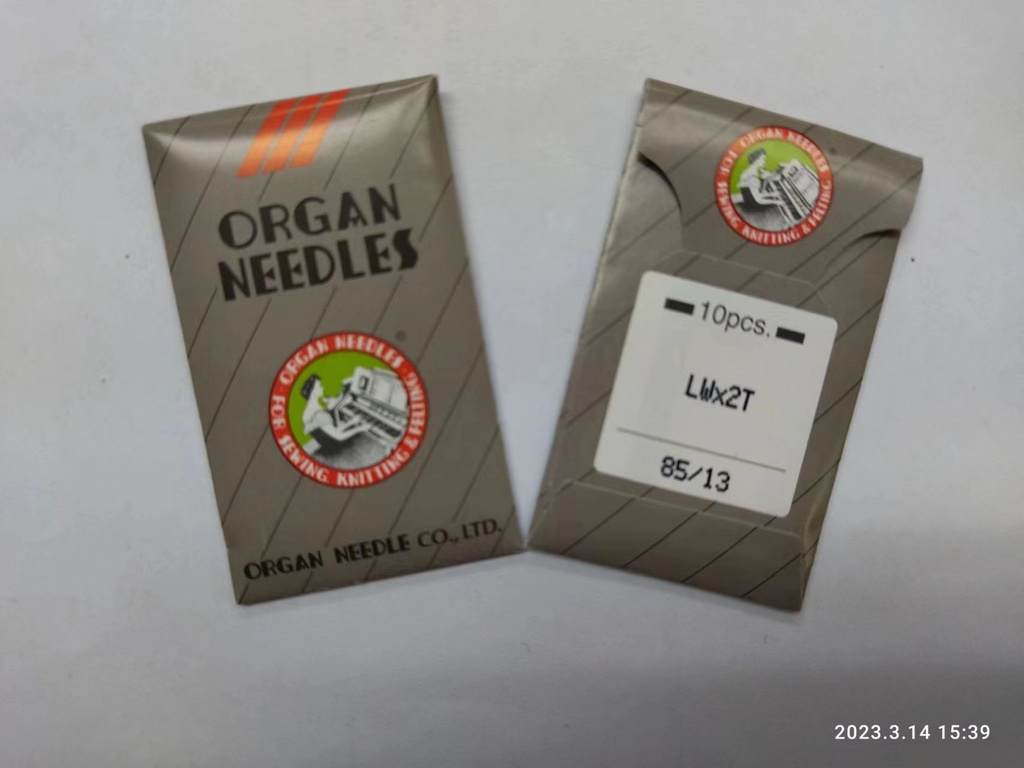 ORGAN
NEEDLES
®
ORGAN NEEDLES
FOR SEWING KNITTING & FELTING
ORGAN NEEDLE CO., LTD.
ORGAN NEEDLES
FOR SEWING KNITTING & FELTING
10pcs.
LWx2T
85/13
2023.3.14 15:39